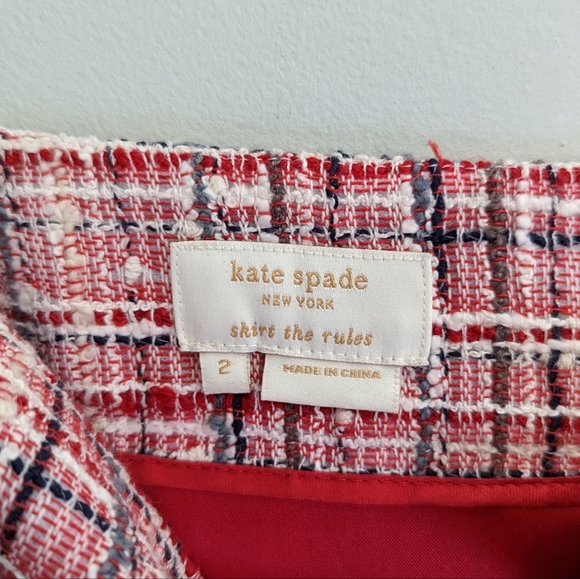 kate spade
NEW YORK
skirt the rules
2
MADE IN CHINA